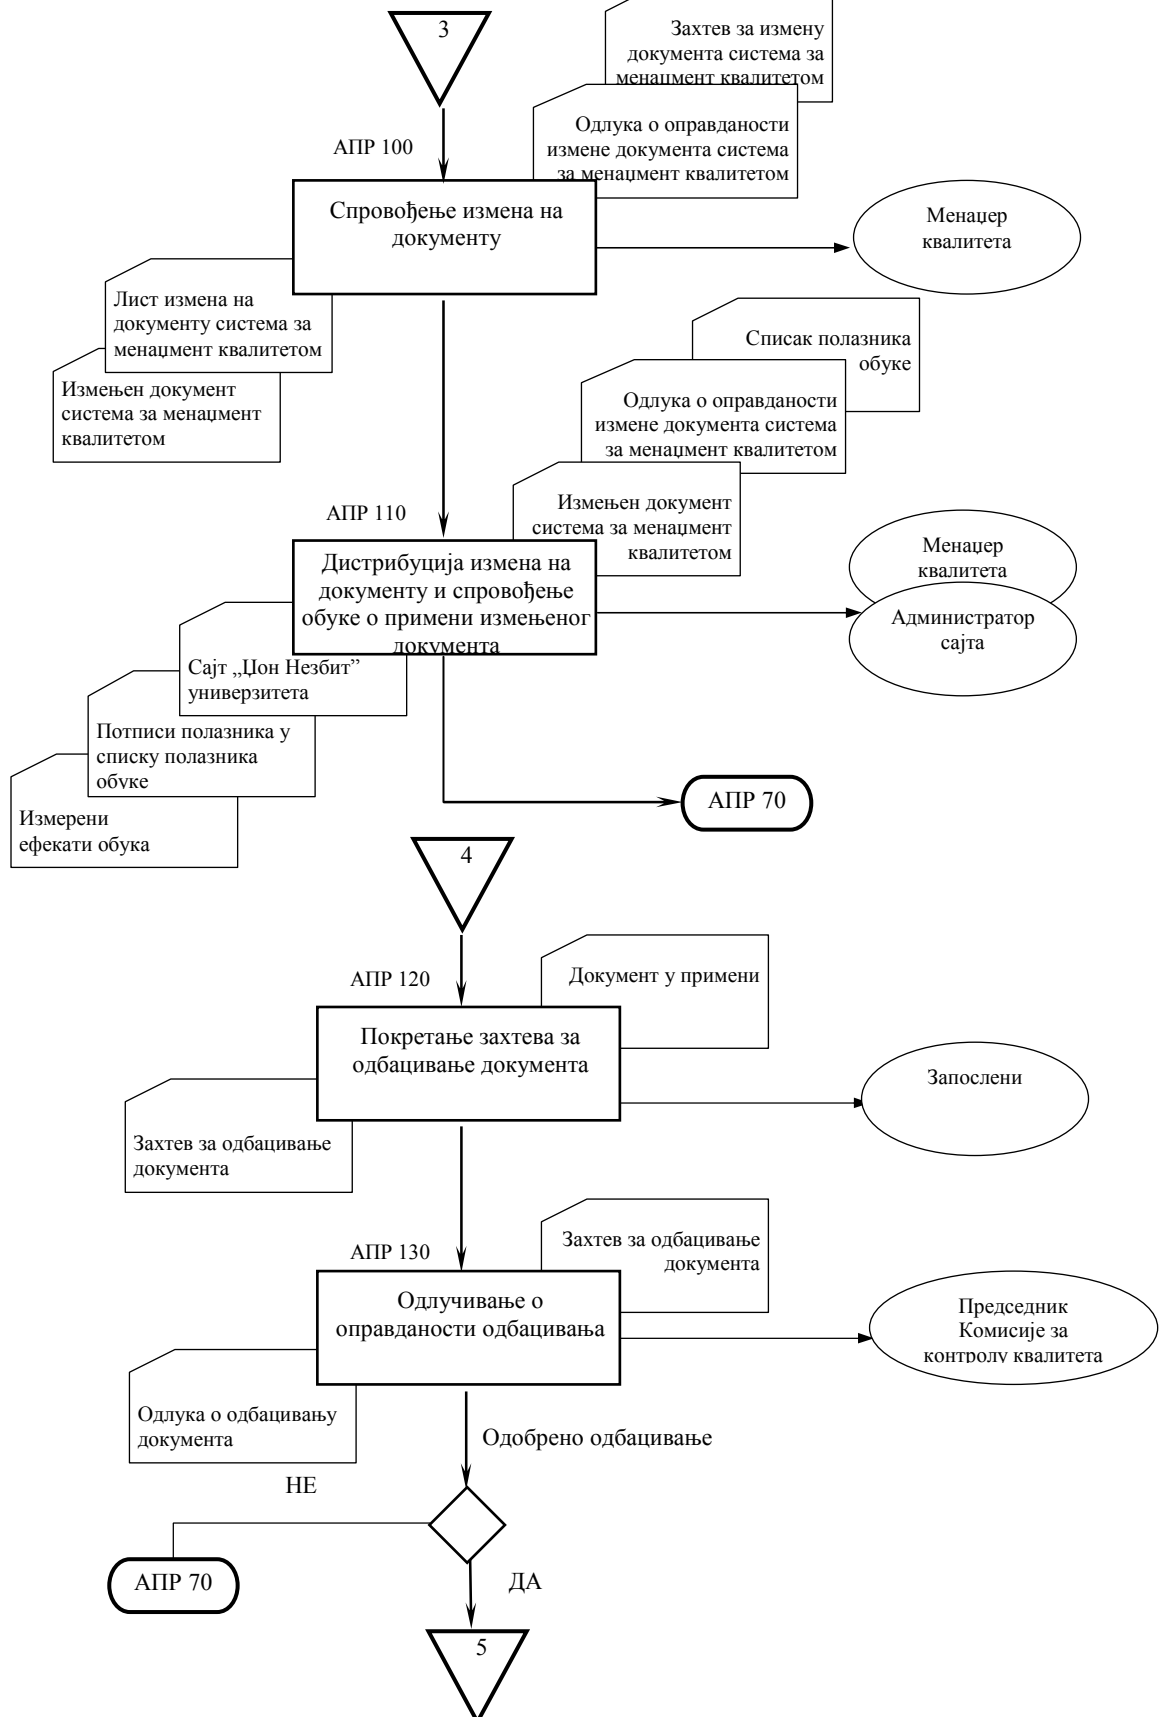 3
Захтев за измену
документа система за
менаџмент квалитетом
Одлука о оправданости
измене документа система
за менаџмент квалитетом
АПР 100
Спровођење измена на
документу
Менаџер
квалитета
Лист измена на
документу система за
менаџмент квалитетом
Измењен документ
система за менаџмент
квалитетом
Списак полазника
обуке
Одлука о оправданости
измене документа система
за менаџмент квалитетом
Измењен документ
система за менаџмент
квалитетом
АПР 110
Дистрибуција измена на
документу и спровођење
обуке о примени измењеног
документа
Менаџер
квалитета
Администратор
сајта
Сајт „Џон Незбит”
универзитета
Потписи полазника у
списку полазника
обуке
Измерени
ефекати обука
АПР 70
4
АПР 120
Документ у примени
Покретање захтева за
одбацивање документа
Запослени
Захтев за одбацивање
документа
АПР 130
Захтев за одбацивање
документа
Одлучивање о
оправданости одбацивања
Председник
Комисије за
контролу квалитета
Одлука о одбацивању
документа
Одобрено одбацивање
НЕ
АПР 70
ДА
5